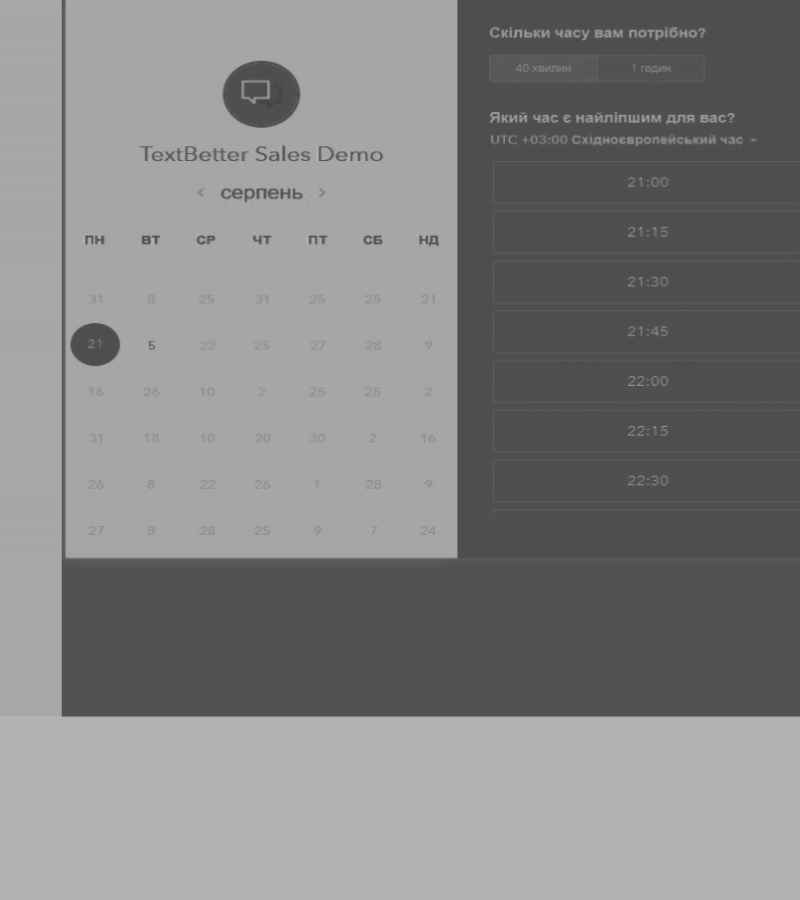 TextBetter Sales Demo
‹ серпень ›
ПН ВТ СР ЧТ ПТ СБ НД
31 8 25 31 25 25 21
21 5 22 25 27 28 9
16 26 10 2 25 25 2
31 18 10 20 30 2 16
26 8 22 26 1 28 9
27 8 28 25 9 7 24
Скільки часу вам потрібно?
40 хвилин 1 годин
Який час є найліпшим для вас?
UTC +03:00 Східноєвропейський час
21:00
21:15
21:30
21:45
22:00
22:15
22:30